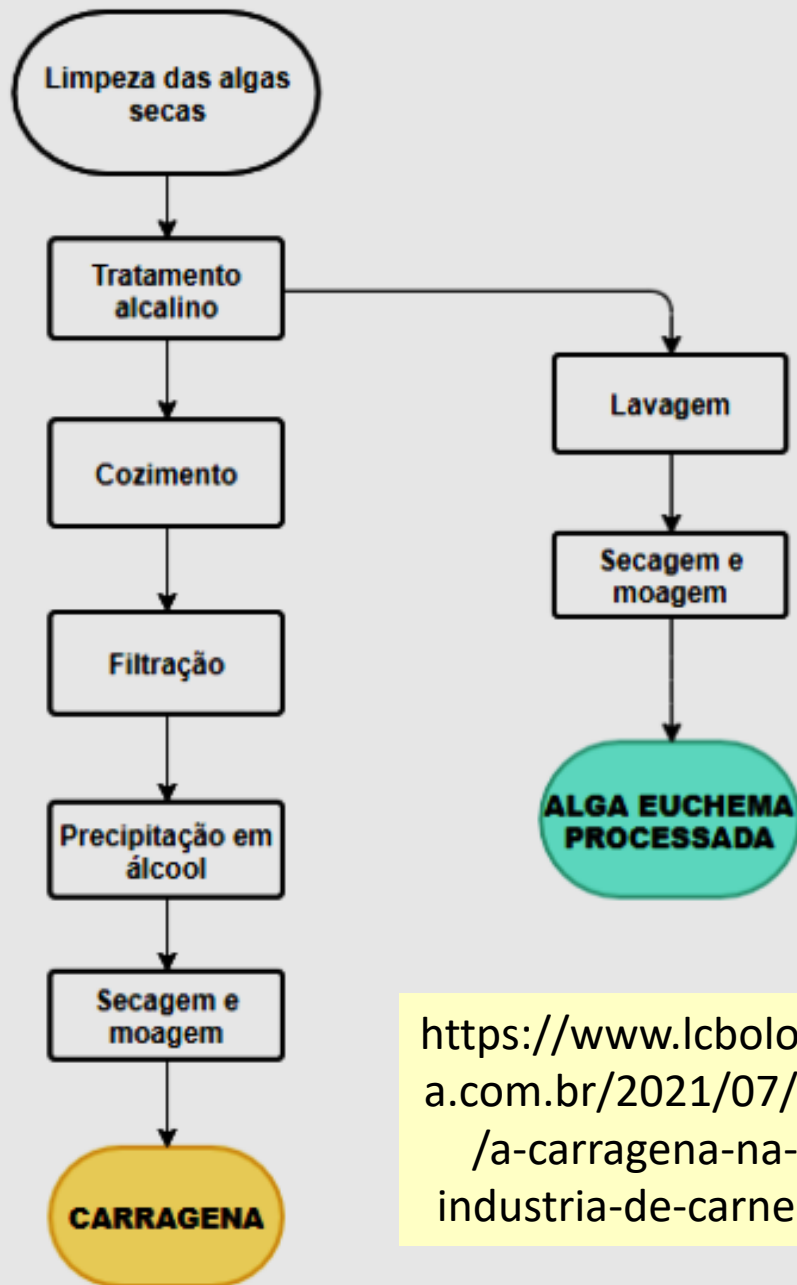 Limpeza das algas
secas
Tratamento
alcalino
Cozimento
Filtração
Precipitação em
álcool
Secagem e
moagem
CARRAGENA
Lavagem
Secagem e
moagem
ALGA EUCHEMA
PROCESSADA
https://www.lcbolo
a.com.br/2021/07/
/a-carragena-na-
industria-de-carne